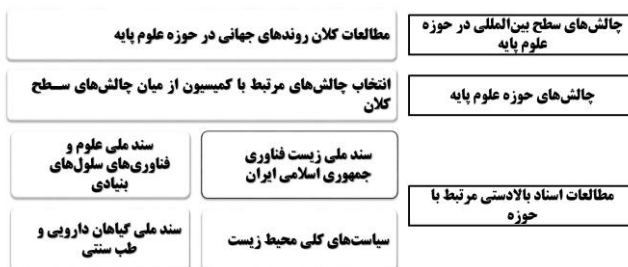 چالش‌های سطح بین‌المللی در حوزه
علوم پایه
مطالعات کلان روندهای جهانی در حوزه علوم پایه
چالش‌های حوزه علوم پایه
انتخاب چالش‌های مرتبط با کمیسیون از میان چالش‌های سطح
کلان
مطالعات اسناد بالادستی مرتبط با
حوزه
سند ملی زیست فناوری
جمهوری اسلامی ایران
سند ملی علوم و
فناوری‌های سلول‌های
بنیادی
سیاست‌های کلی محیط زیست
سند ملی گیاهان دارویی و
طب سنتی